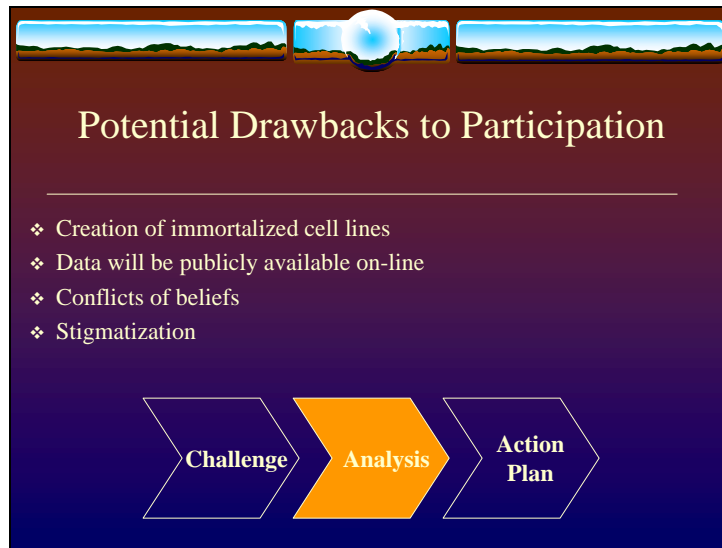 Potential Drawbacks to Participation
❖ Creation of immortalized cell lines
❖ Data will be publicly available on-line
❖ Conflicts of beliefs
❖ Stigmatization
Challenge
Analysis
Action
Plan